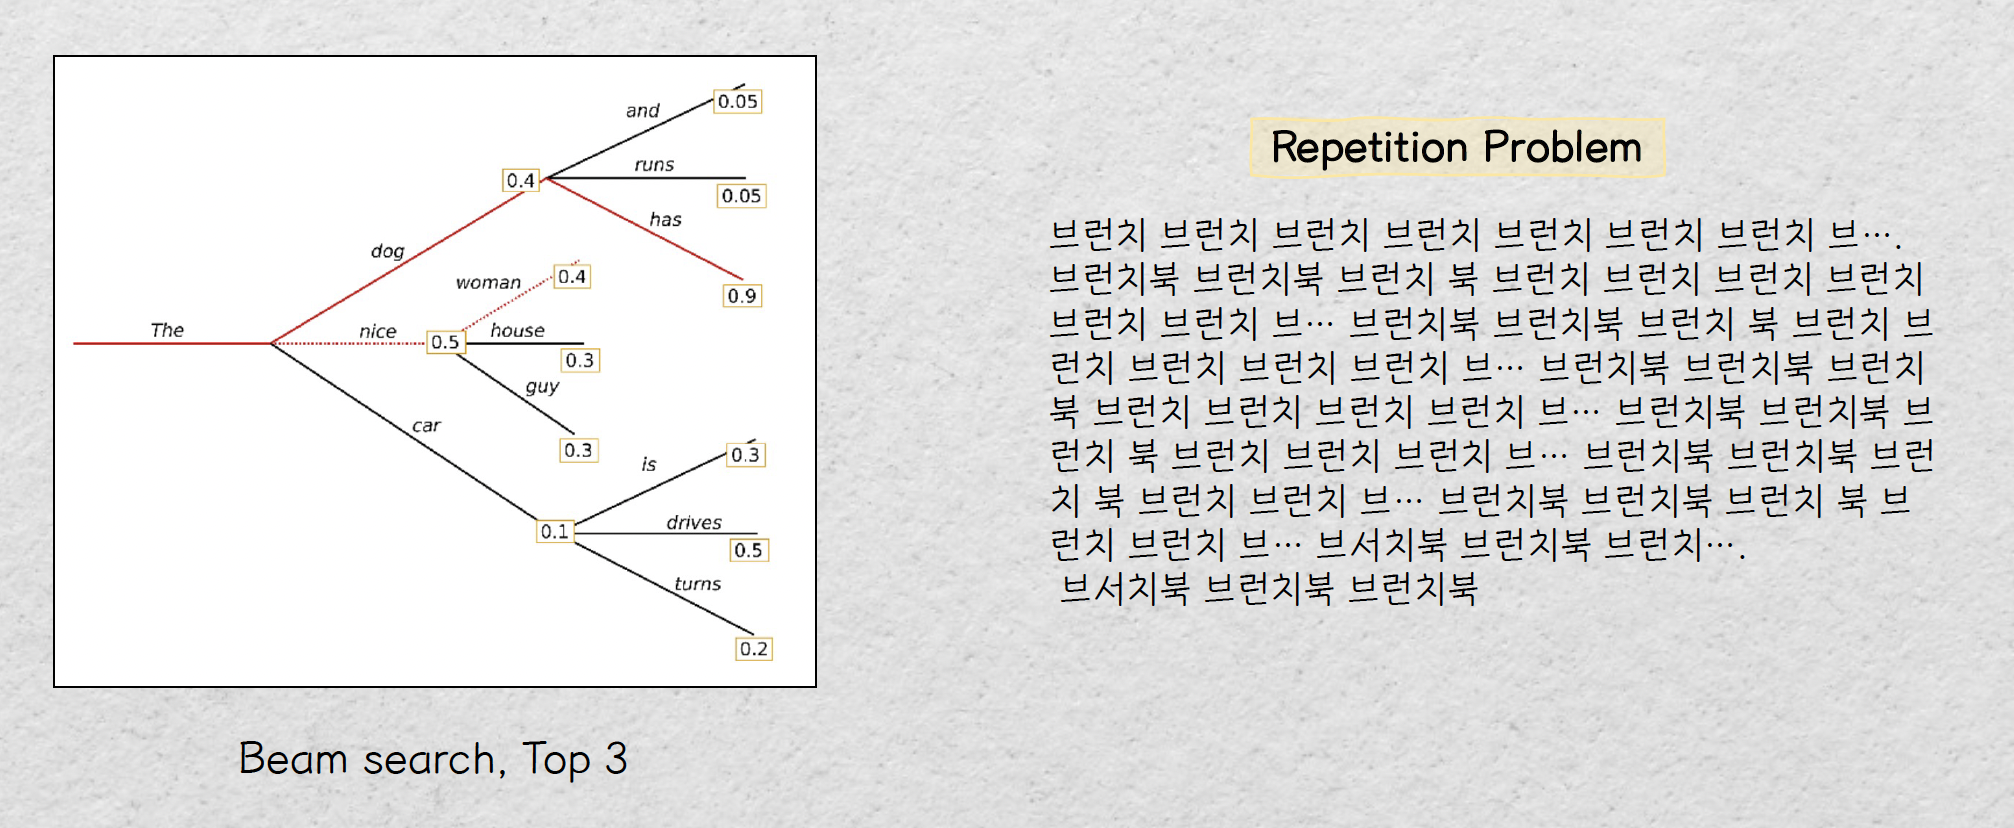 and
0.05
runs
0.4
0.05
has
dog
woman
0.4
0.9
The
nice
0.5
house
0.3
guy
car
0.3
is
0.3
drives
0.1
0.5
turns
0.2
Beam search, Top 3
Repetition Problem
브런치 브런치 브런치 브런치 브런치 브런치 브런치 브….
브런치북 브런치북 브런치 북 브런치 브런치 브런치 브런치
브런치 브런치 브… 브런치북 브런치북 브런치 북 브런치 브
런치 브런치 브런치 브런치 브… 브런치북 브런치북 브런치
북 브런치 브런치 브런치 브런치 브… 브런치북 브런치북 브
런치 북 브런치 브런치 브런치 브… 브런치북 브런치북 브런
치 북 브런치 브런치 브… 브런치북 브런치북 브런치 북 브
런치 브런치 브… 브서치북 브런치북 브런치….
브서치북 브런치북 브런치북